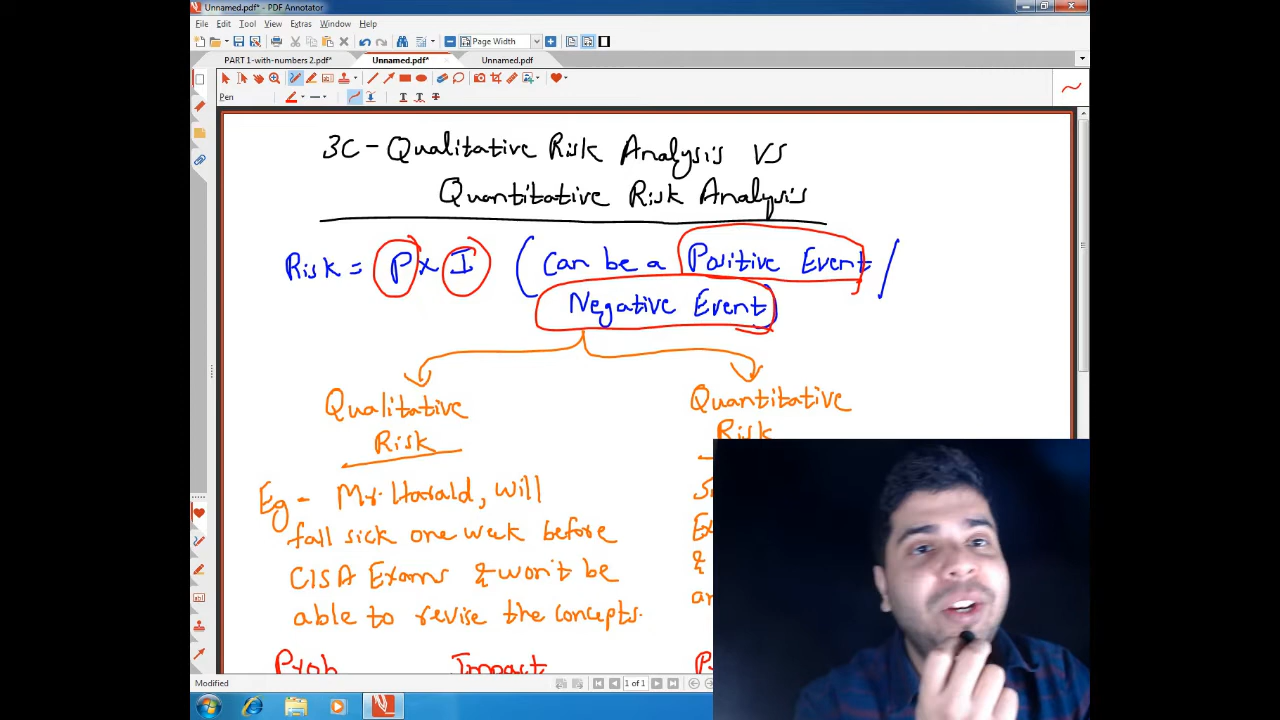 Unnamed.pdf* - PDF Annotator
File Edit Tool View Extras Window Help
New Page Width
PART 1-with-numbers 2.pdf* Unnamed.pdf* Unnamed.pdf
Pen
3C - Qualitative Risk Analysis VS
Quantitative Risk Analysis
Risk = P x I ( Can be a Positive Event /
Negative Event )
Qualitative Quantitative
Risk Risk
Eg - Mr. Harald, will
fall sick one week before
CISA Exams & won't be
able to revise the concepts.
Prob Impact
Modified 1 of 1